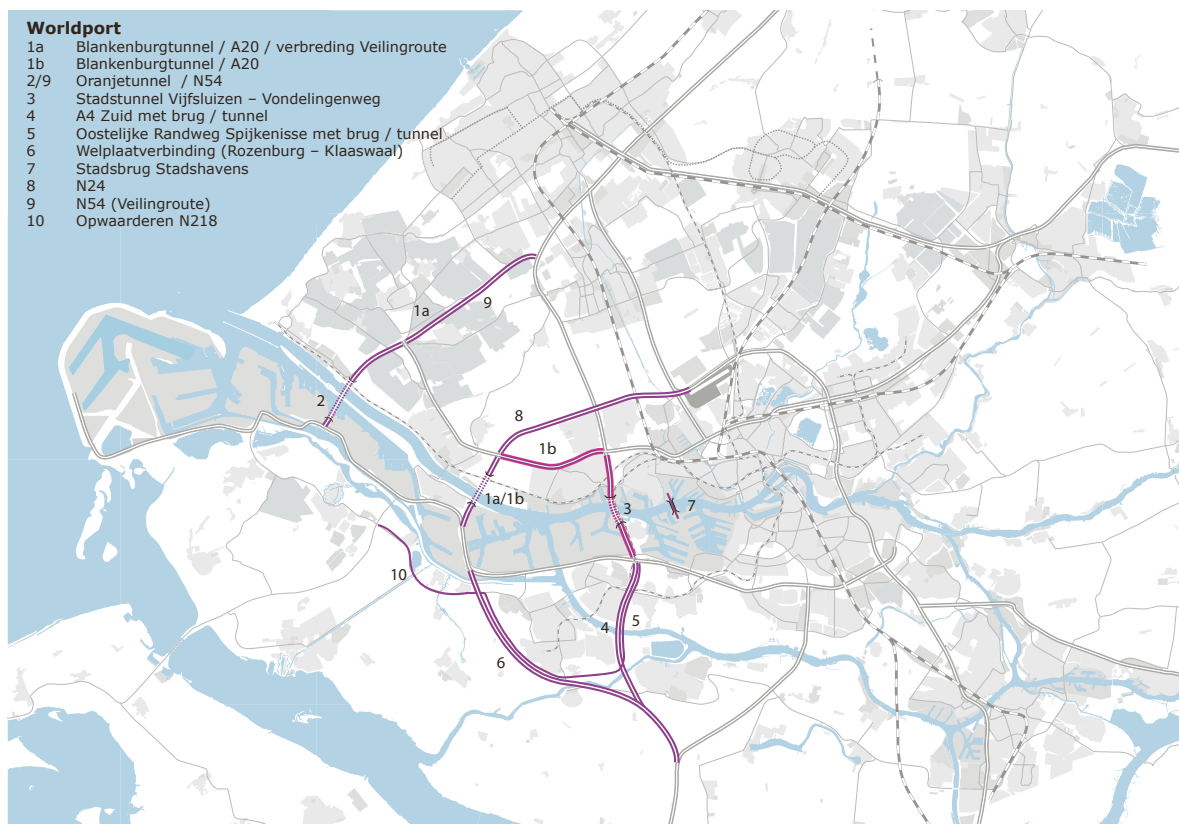 Worldport
1a Blankenburgtunnel / A20 / verbreding Veilingroute
1b Blankenburgtunnel / A20
2/9 Oranjetunnel / N54
3 Stadstunnel Vijfsluizen – Vondelingenweg
4 A4 Zuid met brug / tunnel
5 Oostelijke Randweg Spijkenisse met brug / tunnel
6 Welplaatverbinding (Rozenburg – Klaaswaal)
7 Stadsbrug Stadshavens
8 N24
9 N54 (Veilingroute)
10 Opwaarderen N218
9
1a
2
8
1b
1a/1b
3
7
10
5
4
6